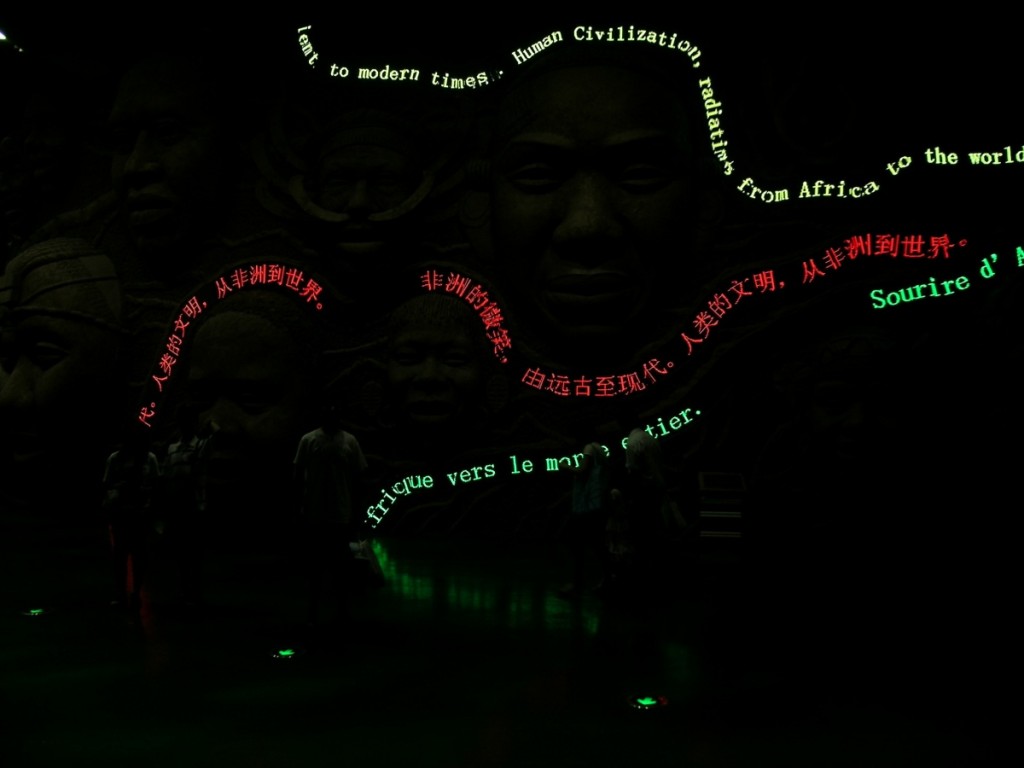 ient to modern times. Human Civilization, radiating from Africa to the world
代。人类的文明，从非洲到世界。
非洲的微笑，由远古至现代。人类的文明，从非洲到世界。
Sourire d'A
frique vers le monde entier.